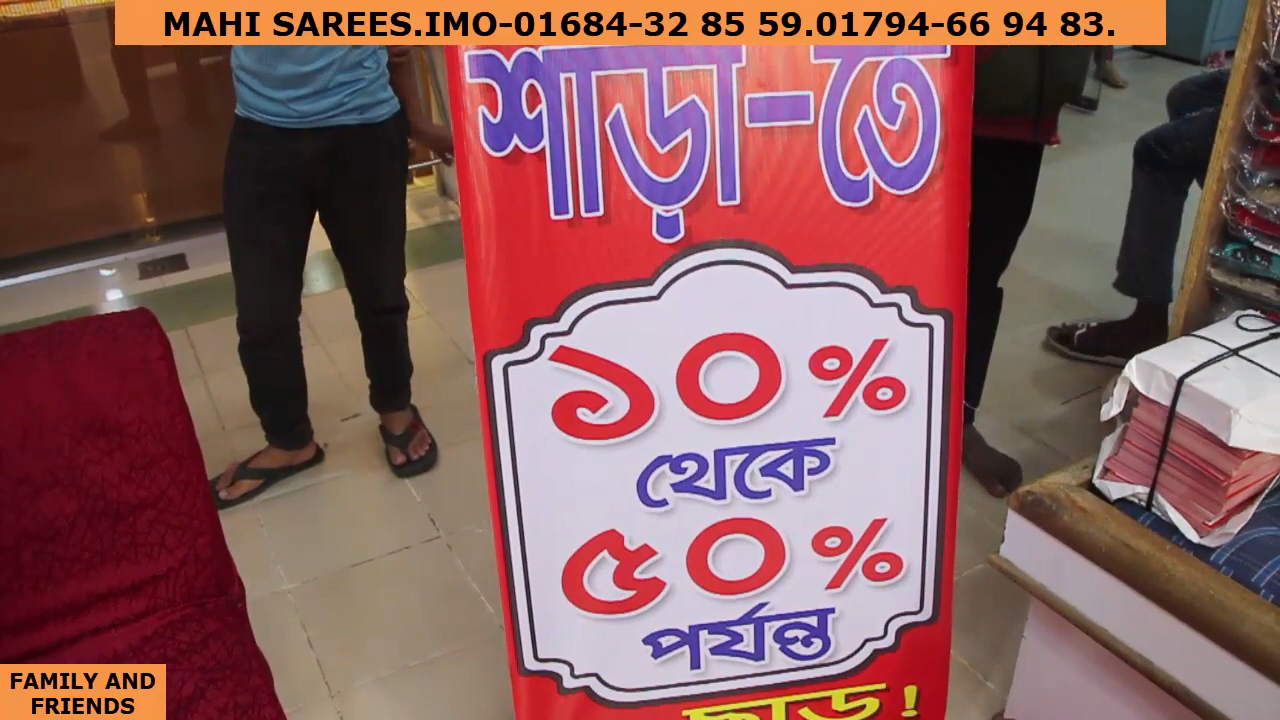 MAHI SAREES.IMO-01684-32 85 59.01794-66 94 83.
শাড়ী-তে
১০%
থেকে
৫০%
পর্যন্ত
ছাড়!
FAMILY AND
FRIENDS